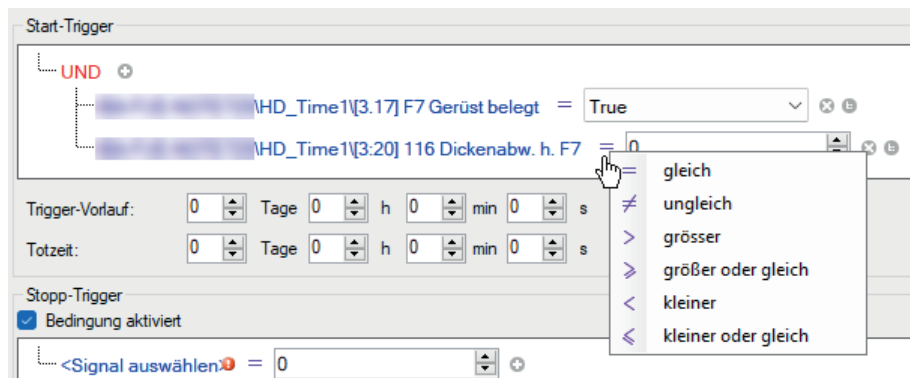 Start-Trigger
UND
\HD_Time1\[3.17] F7 Gerüst belegt = True
\HD_Time1\[3:20] 116 Dickenabw. h. F7 = 0
= gleich
≠ ungleich
> grösser
⩾ größer oder gleich
< kleiner
⩽ kleiner oder gleich
Trigger-Vorlauf: 0 Tage 0 h 0 min 0 s
Totzeit: 0 Tage 0 h 0 min 0 s
Stopp-Trigger
Bedingung aktiviert
<Signal auswählen> = 0